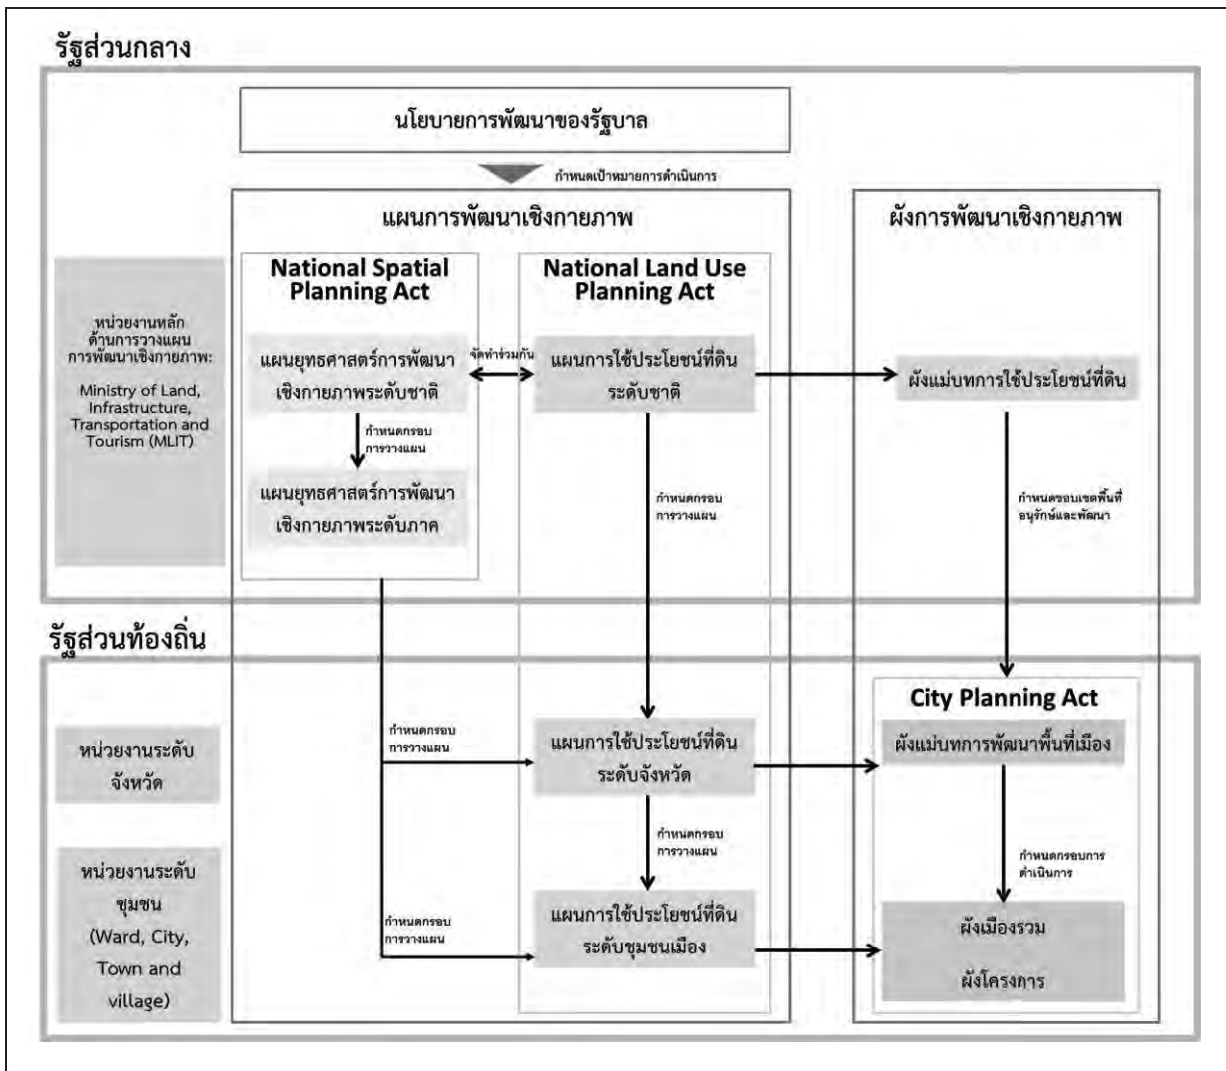 รัฐส่วนกลาง
นโยบายการพัฒนาของรัฐบาล
กำหนดเป้าหมายการดำเนินการ
แผนการพัฒนาเชิงกายภาพ
ผังการพัฒนาเชิงกายภาพ
หน่วยงานหลัก
ด้านการวางแผน
การพัฒนาเชิงกายภาพ:
Ministry of Land,
Infrastructure,
Transportation and
Tourism (MLIT)
National Spatial
Planning Act
National Land Use
Planning Act
แผนยุทธศาสตร์การพัฒนา
เชิงกายภาพระดับชาติ
จัดทำร่วมกัน
แผนการใช้ประโยชน์ที่ดิน
ระดับชาติ
ผังแม่บทการใช้ประโยชน์ที่ดิน
กำหนดกรอบ
การวางแผน
แผนยุทธศาสตร์การพัฒนา
เชิงกายภาพระดับภาค
กำหนดกรอบ
การวางแผน
กำหนดขอบเขตพื้นที่
อนุรักษ์และพัฒนา
รัฐส่วนท้องถิ่น
หน่วยงานระดับ
จังหวัด
กำหนดกรอบ
การวางแผน
แผนการใช้ประโยชน์ที่ดิน
ระดับจังหวัด
City Planning Act
ผังแม่บทการพัฒนาพื้นที่เมือง
กำหนดกรอบ
การวางแผน
กำหนดกรอบการ
ดำเนินการ
หน่วยงานระดับ
ชุมชน
(Ward, City,
Town and
village)
กำหนดกรอบ
การวางแผน
แผนการใช้ประโยชน์ที่ดิน
ระดับชุมชนเมือง
ผังเมืองรวม
ผังโครงการ